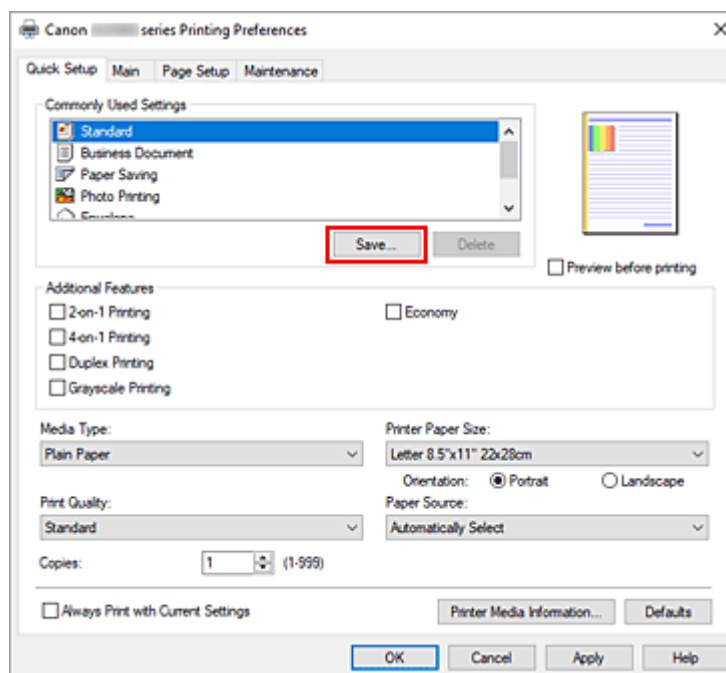 Canon series Printing Preferences
Quick Setup Main Page Setup Maintenance
Commonly Used Settings
Standard
Business Document
Paper Saving
Photo Printing
Save... Delete
Preview before printing
Additional Features
2-on-1 Printing Economy
4-on-1 Printing
Duplex Printing
Grayscale Printing
Media Type: Printer Paper Size:
Plain Paper Letter 8.5"x11" 22x28cm
Orientation: Portrait Landscape
Print Quality: Paper Source:
Standard Automatically Select
Copies: 1 (1-999)
Always Print with Current Settings Printer Media Information... Defaults
OK Cancel Apply Help